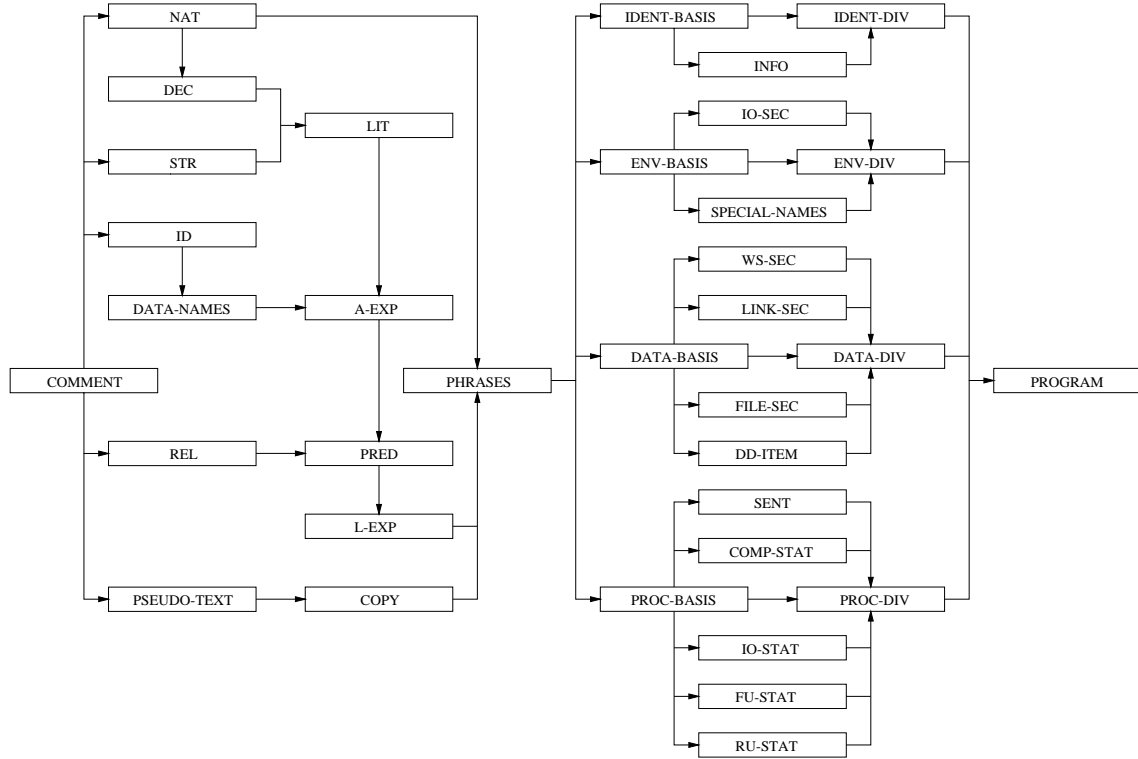 NAT
DEC
LIT
STR
ID
DATA-NAMES
A-EXP
COMMENT
PHRASES
REL
PRED
L-EXP
PSEUDO-TEXT
COPY
IDENT-BASIS
IDENT-DIV
INFO
IO-SEC
ENV-BASIS
ENV-DIV
SPECIAL-NAMES
WS-SEC
LINK-SEC
DATA-BASIS
DATA-DIV
FILE-SEC
DD-ITEM
SENT
COMP-STAT
PROC-BASIS
PROC-DIV
IO-STAT
FU-STAT
RU-STAT
PROGRAM